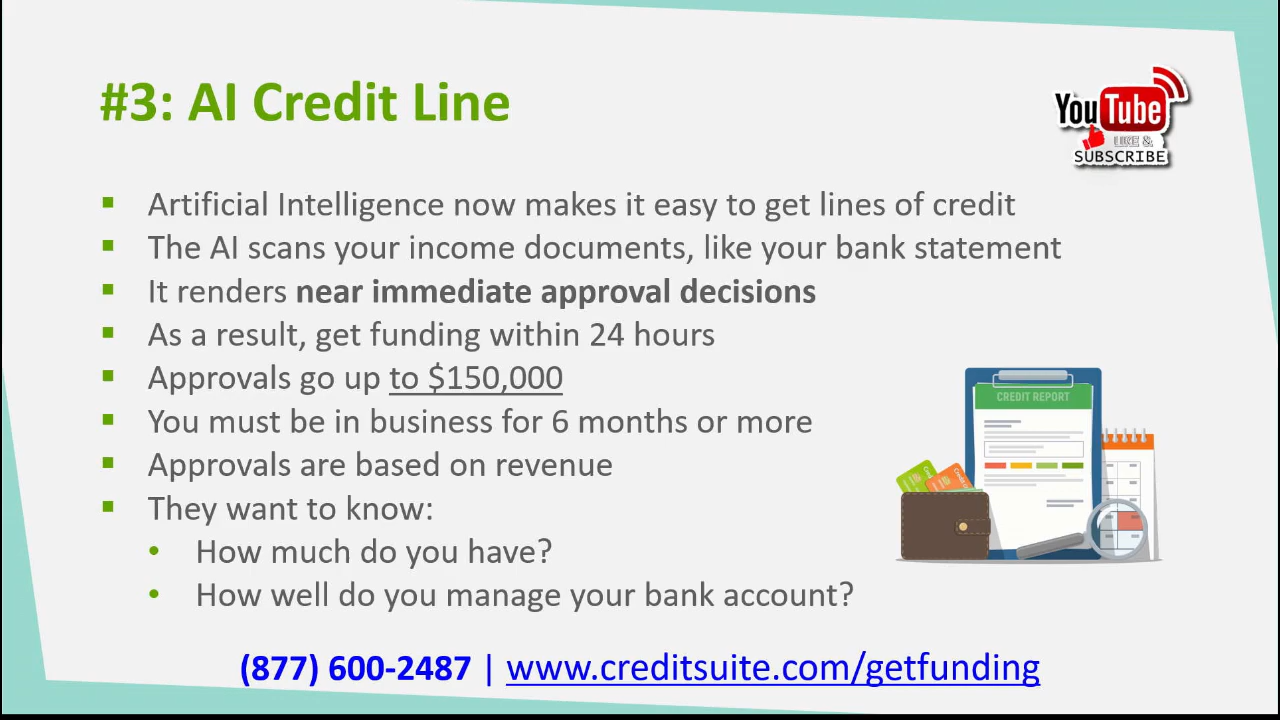 #3: AI Credit Line
YouTube
LIKE &
SUBSCRIBE
▪ Artificial Intelligence now makes it easy to get lines of credit
▪ The AI scans your income documents, like your bank statement
▪ It renders near immediate approval decisions
▪ As a result, get funding within 24 hours
▪ Approvals go up to $150,000
▪ You must be in business for 6 months or more
▪ Approvals are based on revenue
▪ They want to know:
• How much do you have?
• How well do you manage your bank account?
CREDIT REPORT
(877) 600-2487 | www.creditsuite.com/getfunding